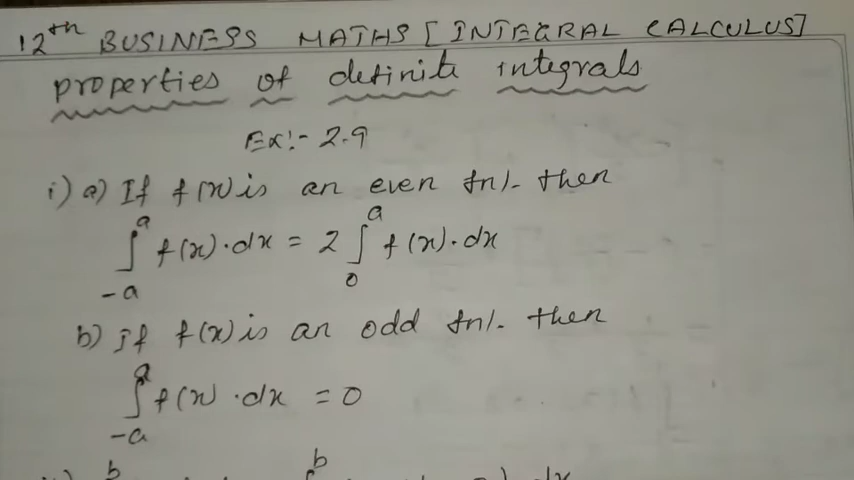 12th BUSINESS MATHS [INTEGRAL CALCULUS]
properties of definite integrals
Ex:- 2.9
i) a) If f(x) is an even fn/. then
∫_{-a}^{a} f(x)·dx = 2 ∫_{0}^{a} f(x)·dx
b) If f(x) is an odd fn/. then
∫_{-a}^{a} f(x)·dx = 0